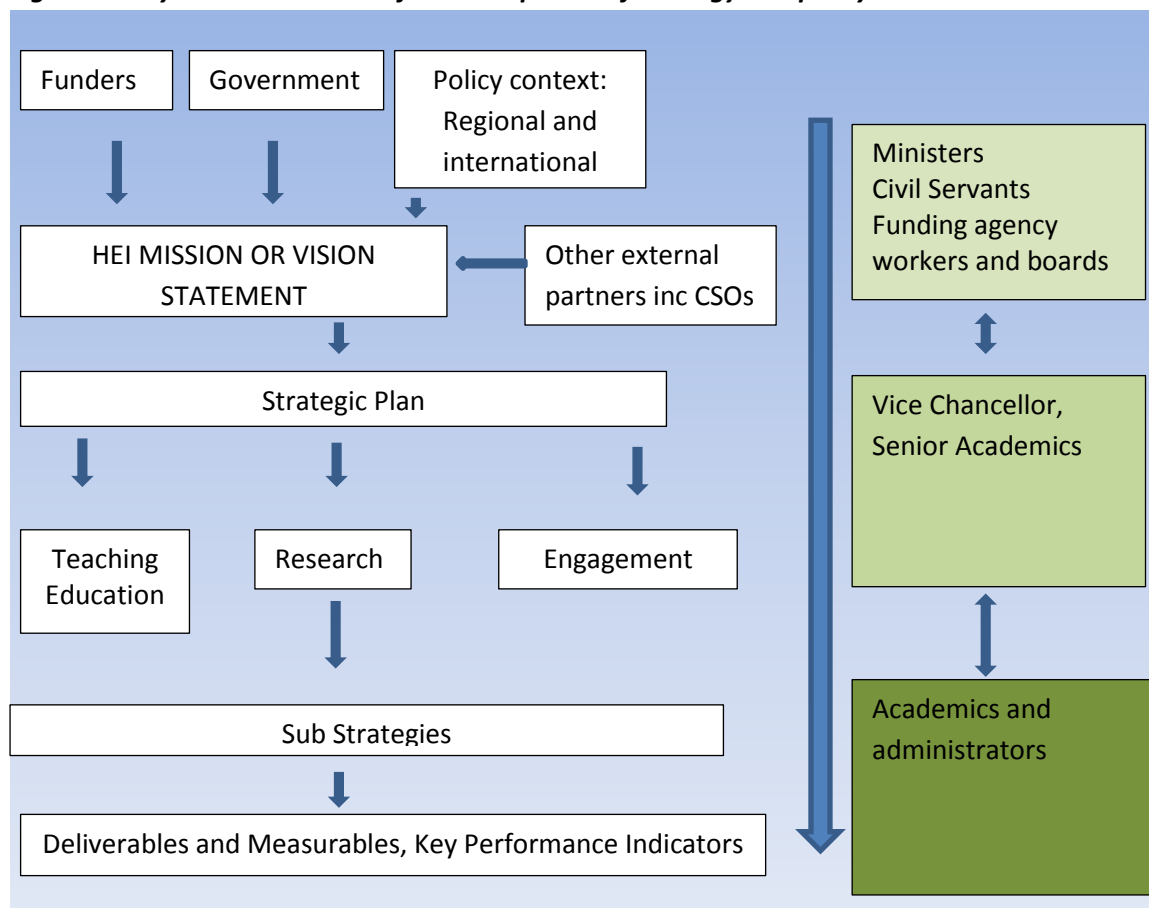 Funders
Government
Policy context:
Regional and
international
HEI MISSION OR VISION
STATEMENT
Other external
partners inc CSOs
Strategic Plan
Teaching
Education
Research
Engagement
Sub Strategies
Deliverables and Measurables, Key Performance Indicators
Ministers
Civil Servants
Funding agency
workers and boards
Vice Chancellor,
Senior Academics
Academics and
administrators